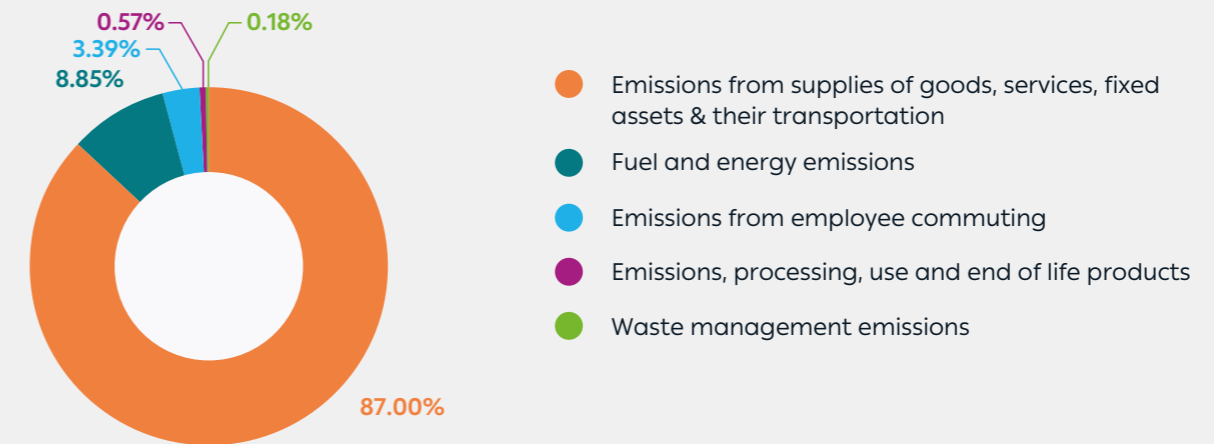 0.57%
0.18%
3.39%
8.85%
87.00%
Emissions from supplies of goods, services, fixed
assets & their transportation
Fuel and energy emissions
Emissions from employee commuting
Emissions, processing, use and end of life products
Waste management emissions